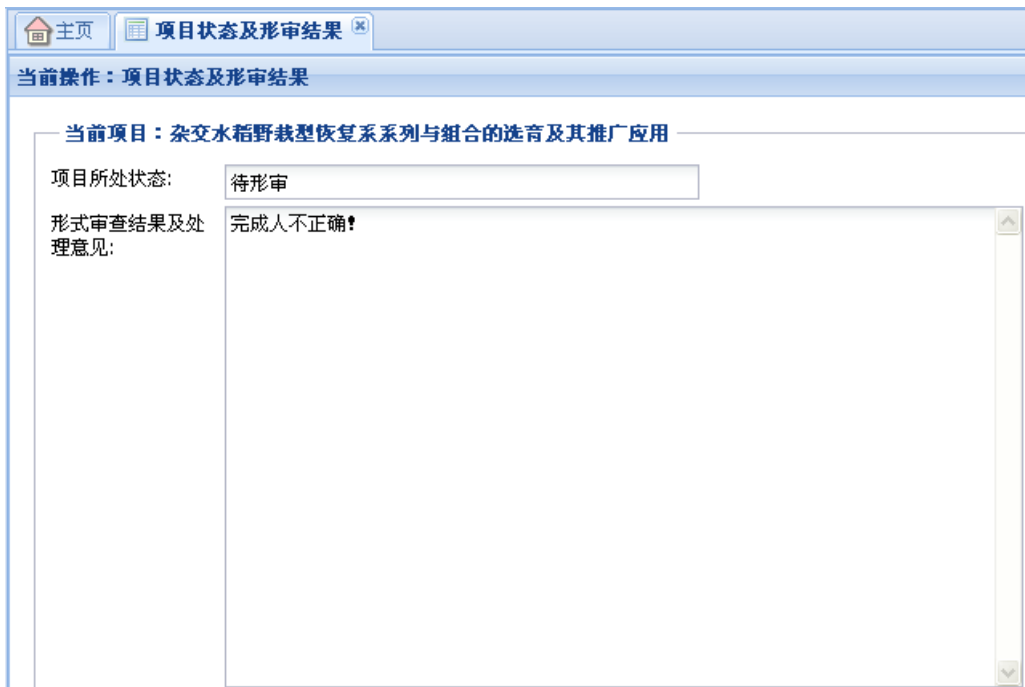 主页 项目状态及形审结果
当前操作：项目状态及形审结果
当前项目：杂交水稻野栽型恢复系系列与组合的选育及其推广应用
项目所处状态: 待形审
形式审查结果及处 完成人不正确！
理意见: